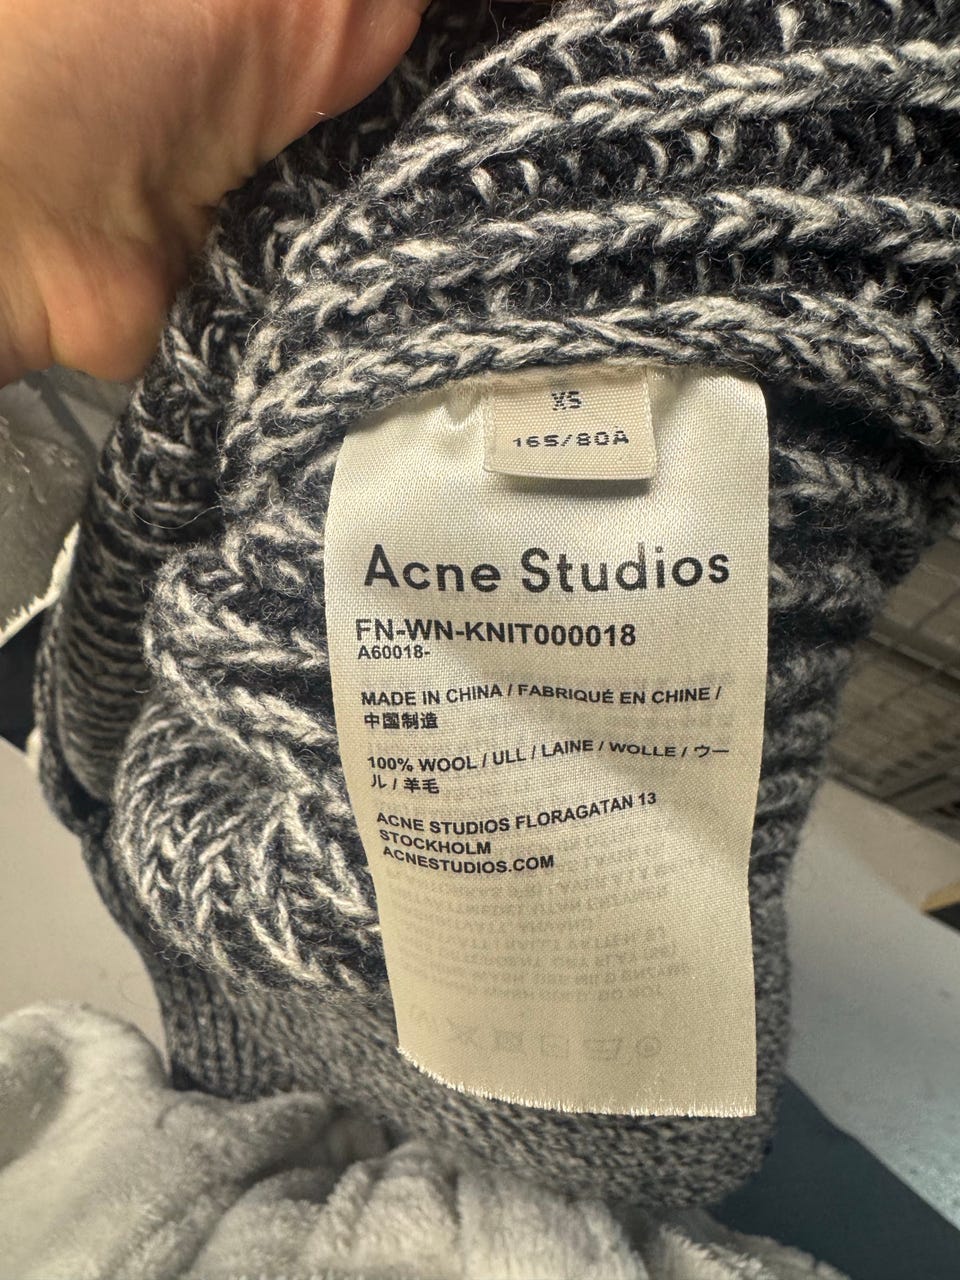 XS
165/80A
Acne Studios
FN-WN-KNIT000018
A60018-
MADE IN CHINA / FABRIQUÉ EN CHINE /
中国制造
100% WOOL / ULL / LAINE / WOLLE / ウー
ル / 羊毛
ACNE STUDIOS FLORAGATAN 13
STOCKHOLM
ACNESTUDIOS.COM